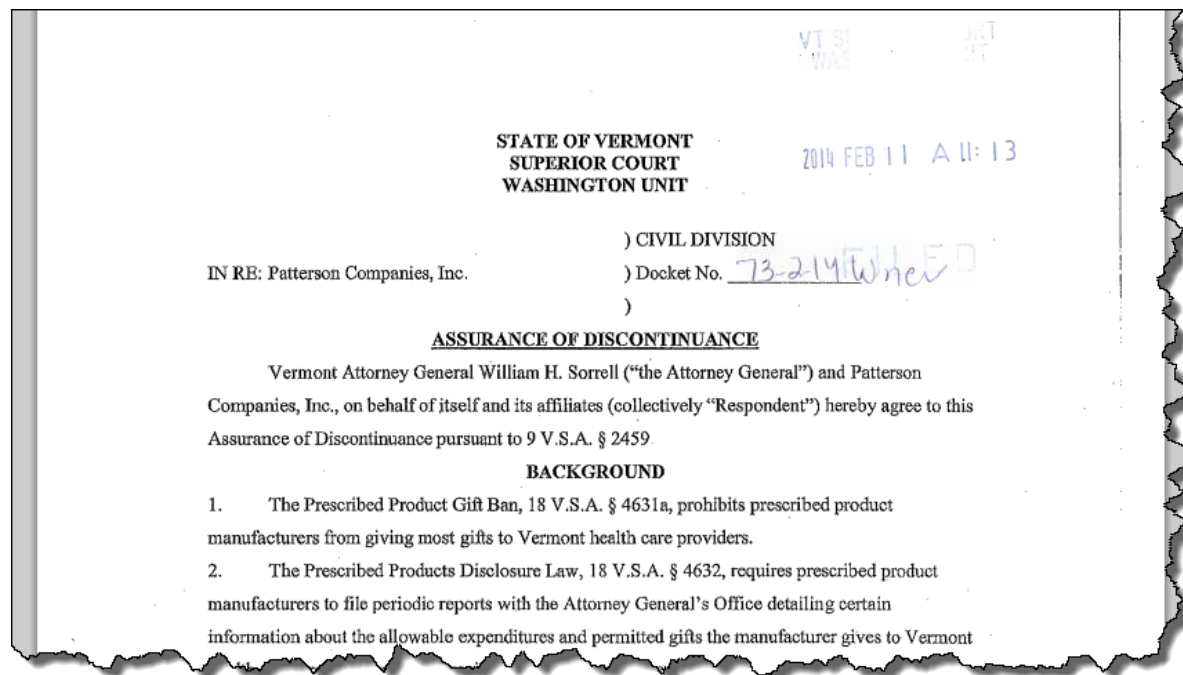 STATE OF VERMONT
SUPERIOR COURT
WASHINGTON UNIT
2014 FEB 11 A 11: 13
) CIVIL DIVISION
IN RE: Patterson Companies, Inc.
) Docket No. 73-2-14 Wncv
)
ASSURANCE OF DISCONTINUANCE
Vermont Attorney General William H. Sorrell ("the Attorney General") and Patterson
Companies, Inc., on behalf of itself and its affiliates (collectively "Respondent") hereby agree to this
Assurance of Discontinuance pursuant to 9 V.S.A. § 2459.
BACKGROUND
1. The Prescribed Product Gift Ban, 18 V.S.A. § 4631a, prohibits prescribed product
manufacturers from giving most gifts to Vermont health care providers.
2. The Prescribed Products Disclosure Law, 18 V.S.A. § 4632, requires prescribed product
manufacturers to file periodic reports with the Attorney General's Office detailing certain
information about the allowable expenditures and permitted gifts the manufacturer gives to Vermont